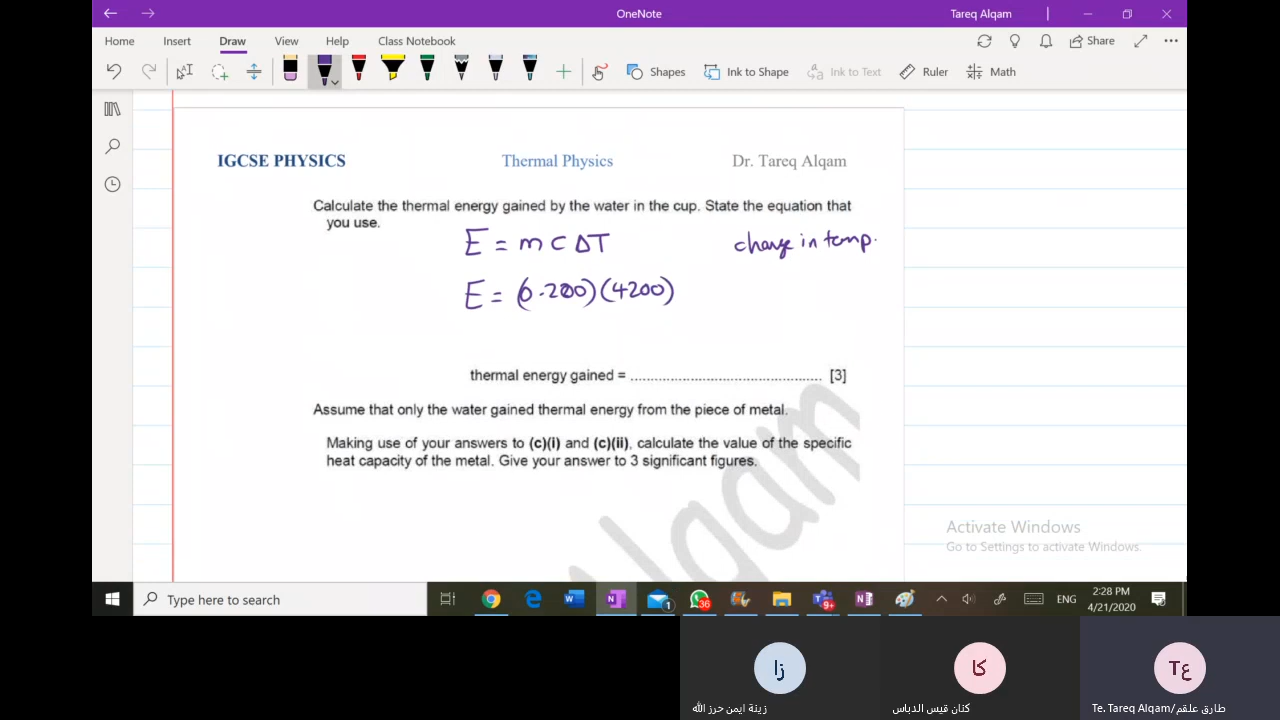 OneNote
Tareq Alqam
Home Insert Draw View Help Class Notebook
Share
Shapes Ink to Shape Ink to Text Ruler Math
IGCSE PHYSICS Thermal Physics Dr. Tareq Alqam
Calculate the thermal energy gained by the water in the cup. State the equation that
you use.
E = m c ΔT change in temp.
E = (0.200)(4200)
thermal energy gained = ................................................ [3]
Assume that only the water gained thermal energy from the piece of metal.
Making use of your answers to (c)(i) and (c)(ii), calculate the value of the specific
heat capacity of the metal. Give your answer to 3 significant figures.
Alqam
Activate Windows
Go to Settings to activate Windows.
Type here to search
1 36 9+ ENG 2:28 PM
4/21/2020
زا كا Tع
زينة ايمن حرز الله كنان قيس الدباس Te. Tareq Alqam/طارق علقم